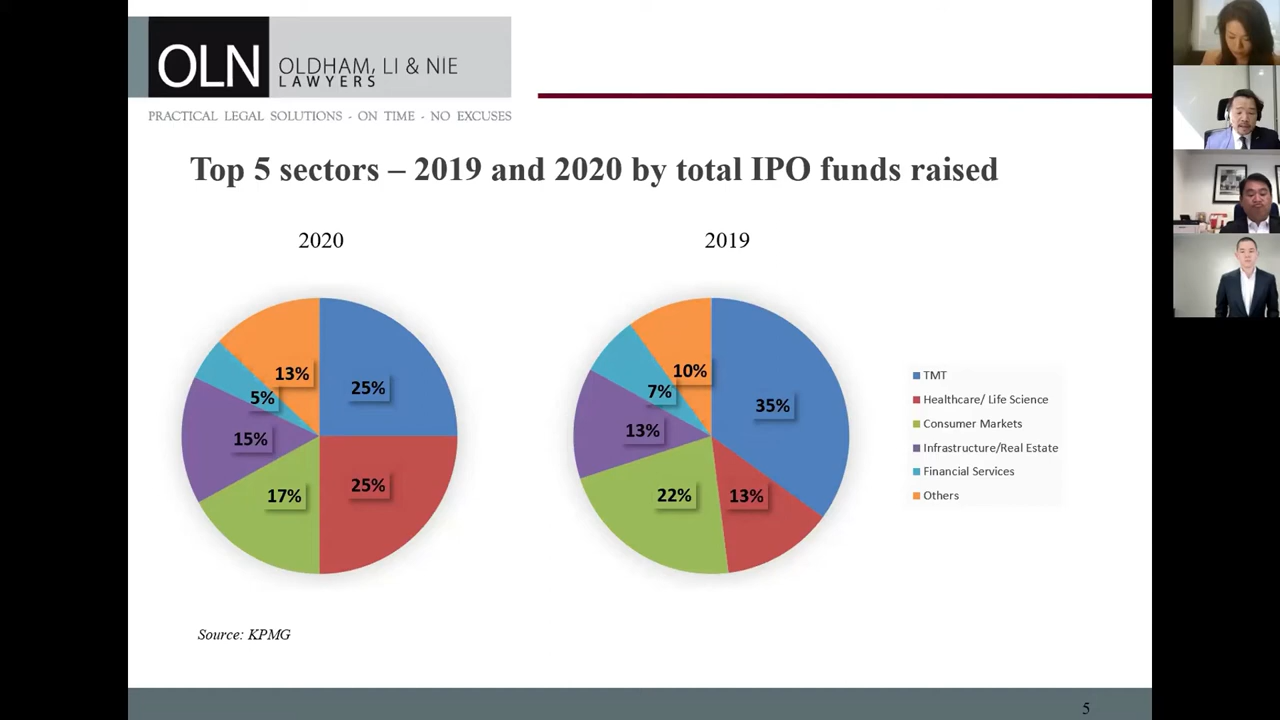 OLN
OLDHAM, LI & NIE
LAWYERS
PRACTICAL LEGAL SOLUTIONS - ON TIME - NO EXCUSES
Top 5 sectors – 2019 and 2020 by total IPO funds raised
2020
2019
13%
25%
5%
15%
17%
25%
10%
35%
7%
13%
22%
13%
TMT
Healthcare/ Life Science
Consumer Markets
Infrastructure/Real Estate
Financial Services
Others
Source: KPMG
5